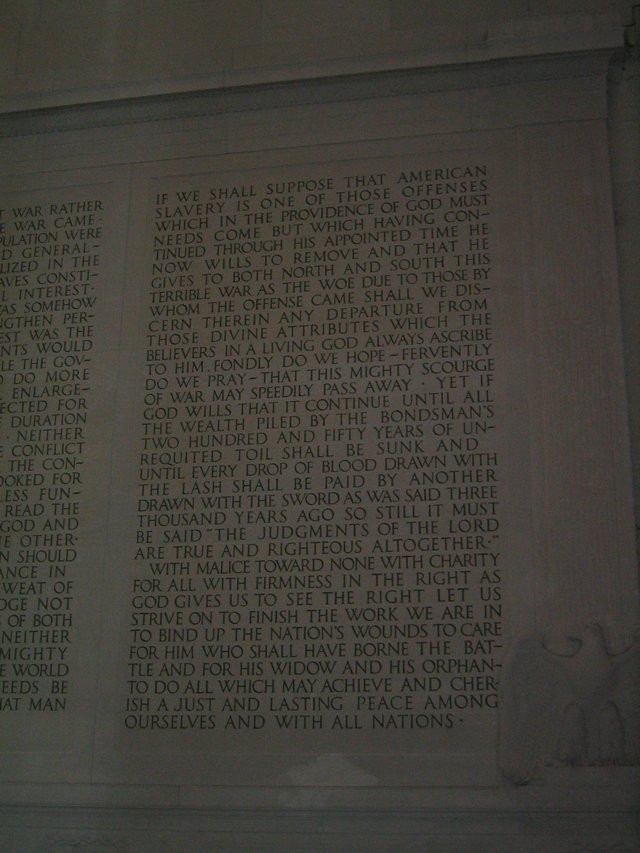 T WAR RATHER
E WAR CAME ·
PULATION WERE
D GENERAL–
LIZED IN THE
AVES CONSTI–
L INTEREST ·
AS SOMEHOW
NGTHEN PER–
EST WAS THE
NTS WOULD
LE THE GOV–
O DO MORE
L ENLARGE–
ECTED FOR
E DURATION
· NEITHER
E CONFLICT
THE CON–
OOKED FOR
LESS FUN–
READ THE
GOD AND
E OTHER ·
N SHOULD
ANCE IN
WEAT OF
DGE NOT
S OF BOTH
NEITHER
MIGHTY
E WORLD
EEDS BE
HAT MAN
IF WE SHALL SUPPOSE THAT AMERICAN
SLAVERY IS ONE OF THOSE OFFENSES
WHICH IN THE PROVIDENCE OF GOD MUST
NEEDS COME BUT WHICH HAVING CON–
TINUED THROUGH HIS APPOINTED TIME HE
NOW WILLS TO REMOVE AND THAT HE
GIVES TO BOTH NORTH AND SOUTH THIS
TERRIBLE WAR AS THE WOE DUE TO THOSE BY
WHOM THE OFFENSE CAME SHALL WE DIS–
CERN THEREIN ANY DEPARTURE FROM
THOSE DIVINE ATTRIBUTES WHICH THE
BELIEVERS IN A LIVING GOD ALWAYS ASCRIBE
TO HIM · FONDLY DO WE HOPE – FERVENTLY
DO WE PRAY – THAT THIS MIGHTY SCOURGE
OF WAR MAY SPEEDILY PASS AWAY · YET IF
GOD WILLS THAT IT CONTINUE UNTIL ALL
THE WEALTH PILED BY THE BONDSMAN'S
TWO HUNDRED AND FIFTY YEARS OF UN–
REQUITED TOIL SHALL BE SUNK AND
UNTIL EVERY DROP OF BLOOD DRAWN WITH
THE LASH SHALL BE PAID BY ANOTHER
DRAWN WITH THE SWORD AS WAS SAID THREE
THOUSAND YEARS AGO SO STILL IT MUST
BE SAID "THE JUDGMENTS OF THE LORD
ARE TRUE AND RIGHTEOUS ALTOGETHER ·"
WITH MALICE TOWARD NONE WITH CHARITY
FOR ALL WITH FIRMNESS IN THE RIGHT AS
GOD GIVES US TO SEE THE RIGHT LET US
STRIVE ON TO FINISH THE WORK WE ARE IN
TO BIND UP THE NATION'S WOUNDS TO CARE
FOR HIM WHO SHALL HAVE BORNE THE BAT–
TLE AND FOR HIS WIDOW AND HIS ORPHAN–
TO DO ALL WHICH MAY ACHIEVE AND CHER–
ISH A JUST AND LASTING PEACE AMONG
OURSELVES AND WITH ALL NATIONS ·